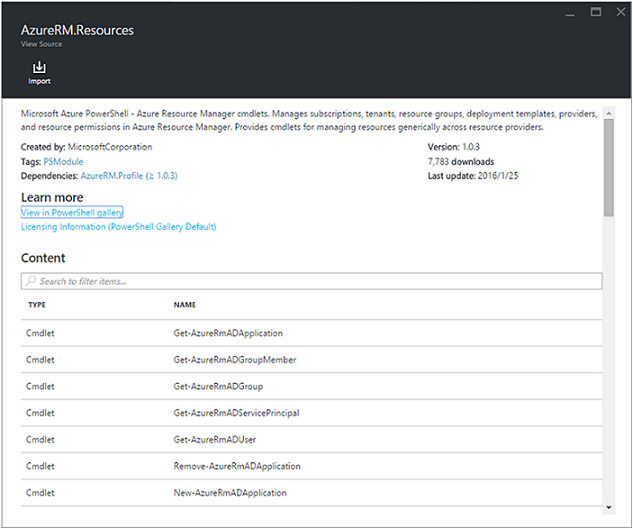 AzureRM.Resources
View Source
Import
Microsoft Azure PowerShell - Azure Resource Manager cmdlets. Manages subscriptions, tenants, resource groups, deployment templates, providers,
and resource permissions in Azure Resource Manager. Provides cmdlets for managing resources generically across resource providers.
Created by: MicrosoftCorporation
Version: 1.0.3
Tags: PSModule
7,783 downloads
Dependencies: AzureRM.Profile (≥ 1.0.3)
Last update: 2016/1/25
Learn more
View in PowerShell gallery
Licensing Information (PowerShell Gallery Default)
Content
Search to filter items...
TYPE NAME
Cmdlet Get-AzureRmADApplication
Cmdlet Get-AzureRmADGroupMember
Cmdlet Get-AzureRmADGroup
Cmdlet Get-AzureRmADServicePrincipal
Cmdlet Get-AzureRmADUser
Cmdlet Remove-AzureRmADApplication
Cmdlet New-AzureRmADApplication